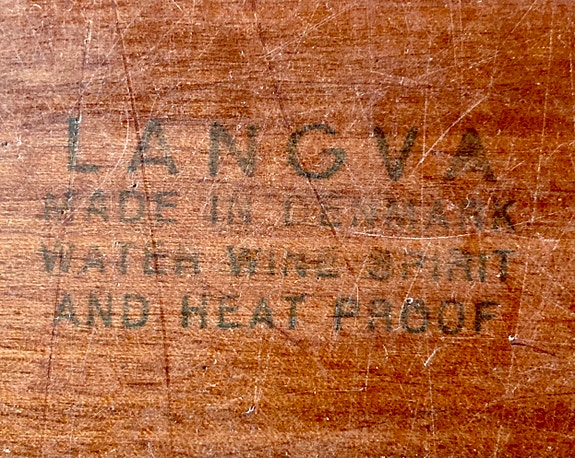 LANGVA
MADE IN DENMARK
WATER WINE SPIRIT
AND HEAT PROOF